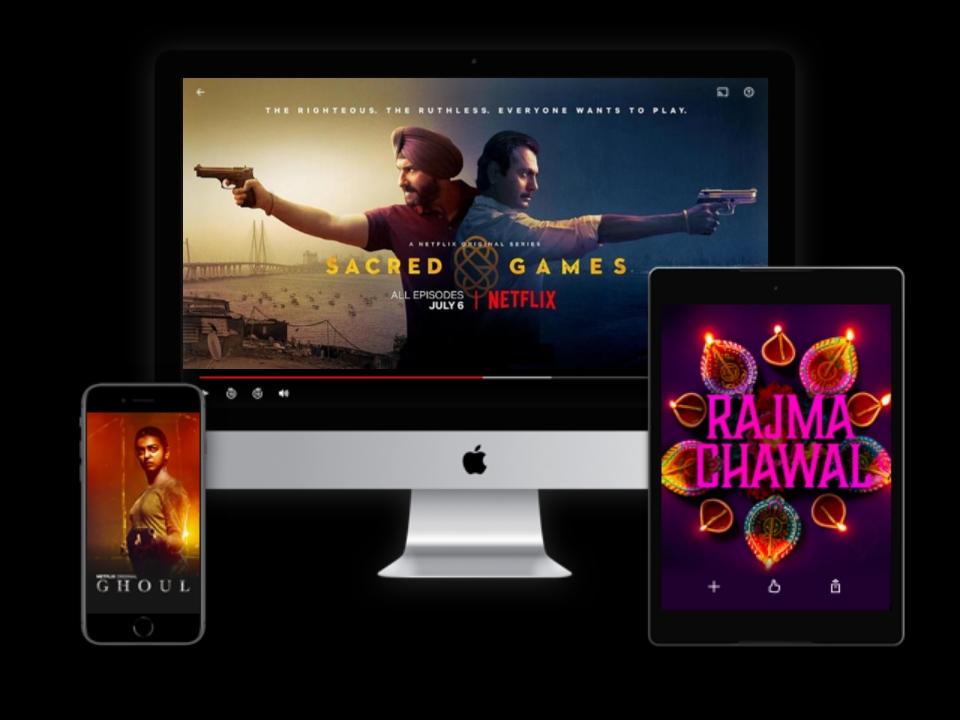 THE RIGHTEOUS. THE RUTHLESS. EVERYONE WANTS TO PLAY.
A NETFLIX ORIGINAL SERIES
SACRED GAMES
ALL EPISODES
JULY 6
NETFLIX
RAJMA
CHAWAL
NETFLIX ORIGINAL
GHOUL